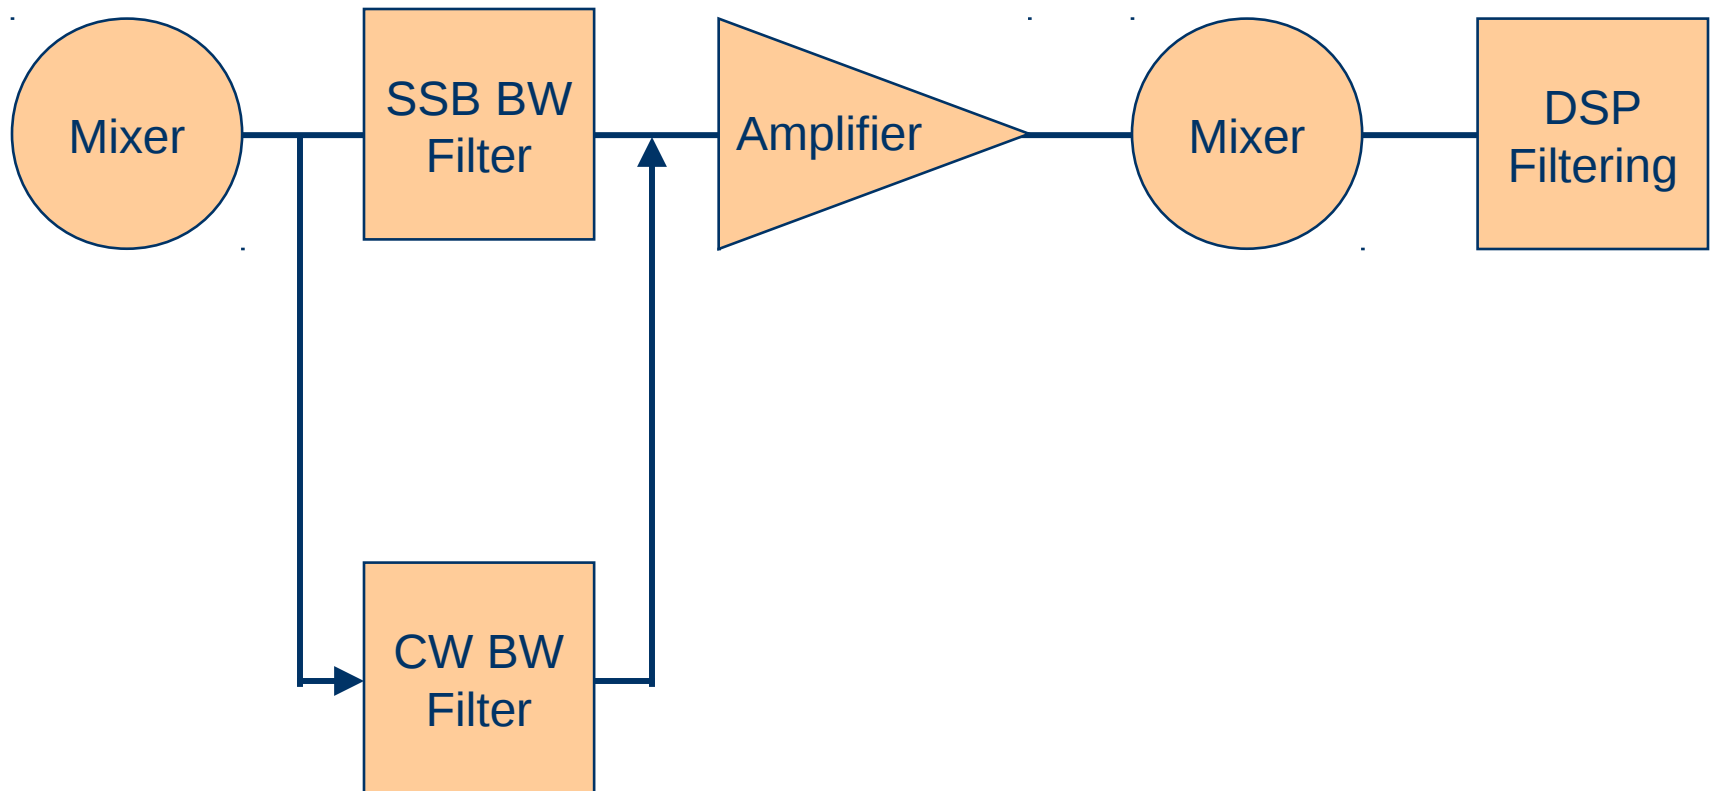 Mixer
SSB BW
Filter
Amplifier
Mixer
DSP
Filtering
CW BW
Filter